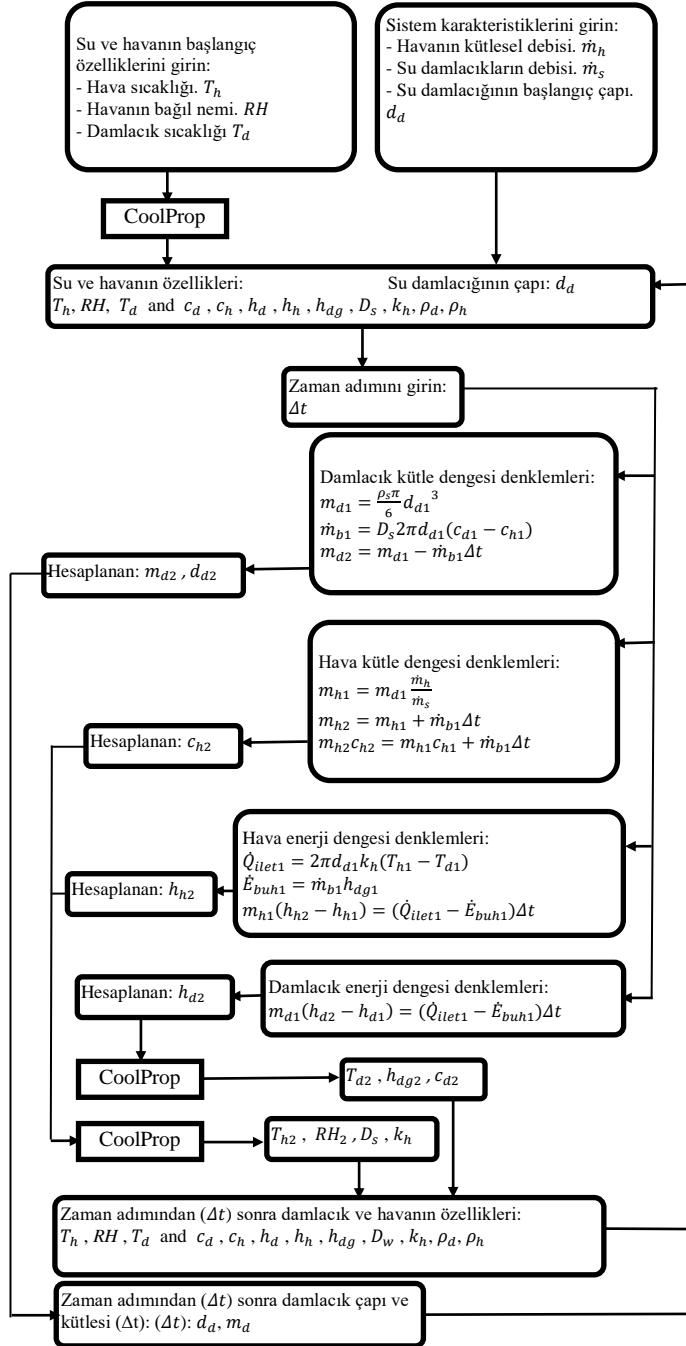 Su ve havanın başlangıç
özelliklerini girin:
- Hava sıcaklığı. T_h
- Havanın bağıl nemi. RH
- Damlacık sıcaklığı T_d
Sistem karakteristiklerini girin:
- Havanın kütlesel debisi. ṁ_h
- Su damlacıkların debisi. ṁ_s
- Su damlacığının başlangıç çapı.
d_d
CoolProp
Su ve havanın özellikleri: Su damlacığının çapı: d_d
T_h, RH, T_d and c_d , c_h , h_d , h_h , h_dg , D_s , k_h, ρ_d, ρ_h
Zaman adımını girin:
Δt
Damlacık kütle dengesi denklemleri:
m_d1 = (ρ_s π / 6) d_d1³
ṁ_b1 = D_s 2π d_d1 (c_d1 − c_h1)
m_d2 = m_d1 − ṁ_b1 Δt
Hesaplanan: m_d2 , d_d2
Hava kütle dengesi denklemleri:
m_h1 = m_d1 (ṁ_h / ṁ_s)
m_h2 = m_h1 + ṁ_b1 Δt
m_h2 c_h2 = m_h1 c_h1 + ṁ_b1 Δt
Hesaplanan: c_h2
Hava enerji dengesi denklemleri:
Q̇_ilet1 = 2π d_d1 k_h (T_h1 − T_d1)
Ė_buh1 = ṁ_b1 h_dg1
m_h1 (h_h2 − h_h1) = (Q̇_ilet1 − Ė_buh1) Δt
Hesaplanan: h_h2
Damlacık enerji dengesi denklemleri:
m_d1 (h_d2 − h_d1) = (Q̇_ilet1 − Ė_buh1) Δt
Hesaplanan: h_d2
CoolProp
T_d2 , h_dg2 , c_d2
CoolProp
T_h2 , RH_2 , D_s , k_h
Zaman adımından (Δt) sonra damlacık ve havanın özellikleri:
T_h , RH , T_d and c_d , c_h , h_d , h_h , h_dg , D_w , k_h, ρ_d, ρ_h
Zaman adımından (Δt) sonra damlacık çapı ve
kütlesi (Δt): (Δt): d_d, m_d